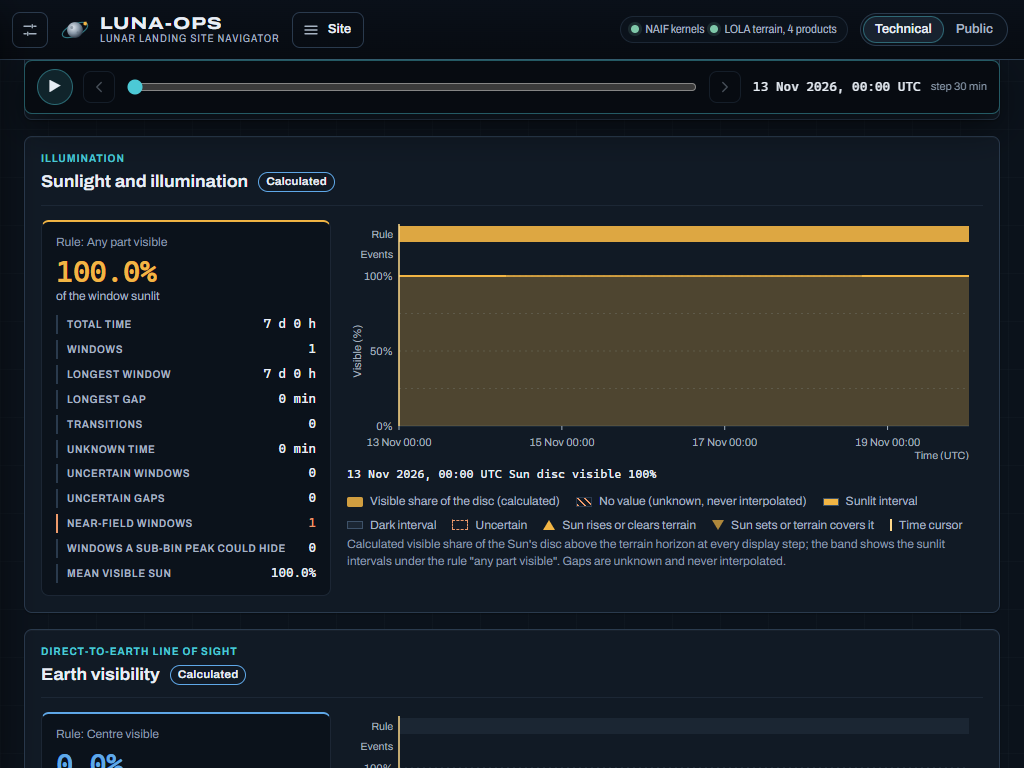 LUNA-OPS
LUNAR LANDING SITE NAVIGATOR
Site
NAIF kernels
LOLA terrain, 4 products
Technical
Public
13 Nov 2026, 00:00 UTC
step 30 min
ILLUMINATION
Sunlight and illumination
Calculated
Rule: Any part visible
100.0%
of the window sunlit
TOTAL TIME 7 d 0 h
WINDOWS 1
LONGEST WINDOW 7 d 0 h
LONGEST GAP 0 min
TRANSITIONS 0
UNKNOWN TIME 0 min
UNCERTAIN WINDOWS 0
UNCERTAIN GAPS 0
NEAR-FIELD WINDOWS 1
WINDOWS A SUB-BIN PEAK COULD HIDE 0
MEAN VISIBLE SUN 100.0%
Rule
Events
100%
50%
0%
Visible (%)
13 Nov 00:00
15 Nov 00:00
17 Nov 00:00
19 Nov 00:00
Time (UTC)
13 Nov 2026, 00:00 UTC Sun disc visible 100%
Visible share of the disc (calculated)
No value (unknown, never interpolated)
Sunlit interval
Dark interval
Uncertain
Sun rises or clears terrain
Sun sets or terrain covers it
Time cursor
Calculated visible share of the Sun's disc above the terrain horizon at every display step; the band shows the sunlit
intervals under the rule "any part visible". Gaps are unknown and never interpolated.
DIRECT-TO-EARTH LINE OF SIGHT
Earth visibility
Calculated
Rule: Centre visible
0.0%
Rule
Events
100%